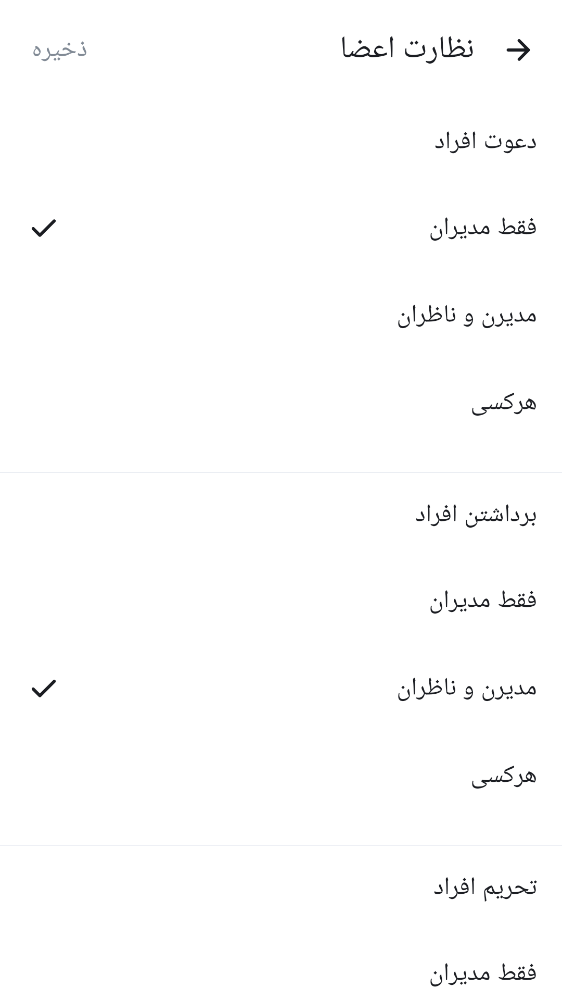 نظارت اعضا
ذخیره
دعوت افراد
فقط مدیران
مدیرن و ناظران
هرکسی
برداشتن افراد
فقط مدیران
مدیرن و ناظران
هرکسی
تحریم افراد
فقط مدیران